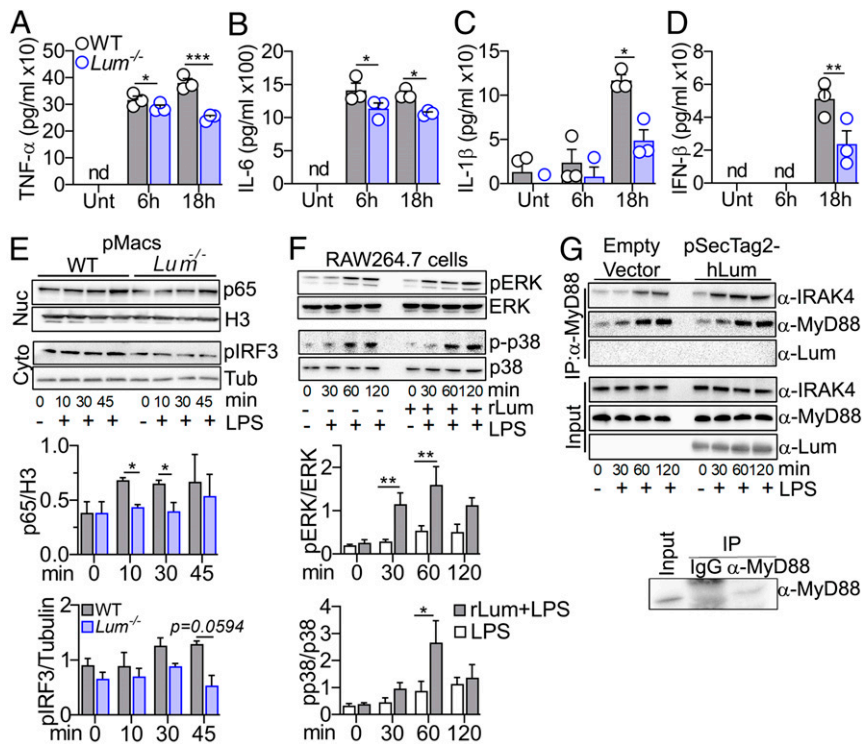 A
WT
Lum-/-
TNF-α (pg/ml x10)
50
40
30
20
10
0
nd
*
***
Unt 6h 18h
B
IL-6 (pg/ml x100)
20
15
10
5
0
nd
*
*
Unt 6h 18h
C
IL-1β (pg/ml x10)
15
10
5
0
*
Unt 6h 18h
D
IFN-β (pg/ml x10)
8
6
4
2
0
nd
nd
**
Unt 6h 18h
E
pMacs
WT Lum-/-
Nuc
p65
H3
Cyto
pIRF3
Tub
0 10 30 45 0 10 30 45
min
- + + + - + + +
LPS
p65/H3
1.0
0.5
0.0
*
*
min 0 10 30 45
pIRF3/Tubulin
2
1
0
WT
Lum-/-
p=0.0594
min 0 10 30 45
F
RAW264.7 cells
pERK
ERK
p-p38
p38
0 30 60 120 0 30 60 120 min
+ + + + rLum
- + + + - + + + LPS
pERK/ERK
2
1
0
**
**
min 0 30 60 120
pp38/p38
4
3
2
1
0
*
rLum+LPS
LPS
min 0 30 60 120
G
Empty Vector
pSecTag2-hLum
IP:α-MyD88
α-IRAK4
α-MyD88
α-Lum
Input
α-IRAK4
α-MyD88
α-Lum
0 30 60 120 0 30 60 120 min
- + + + - + + + LPS
Input
IP
IgG α-MyD88
α-MyD88